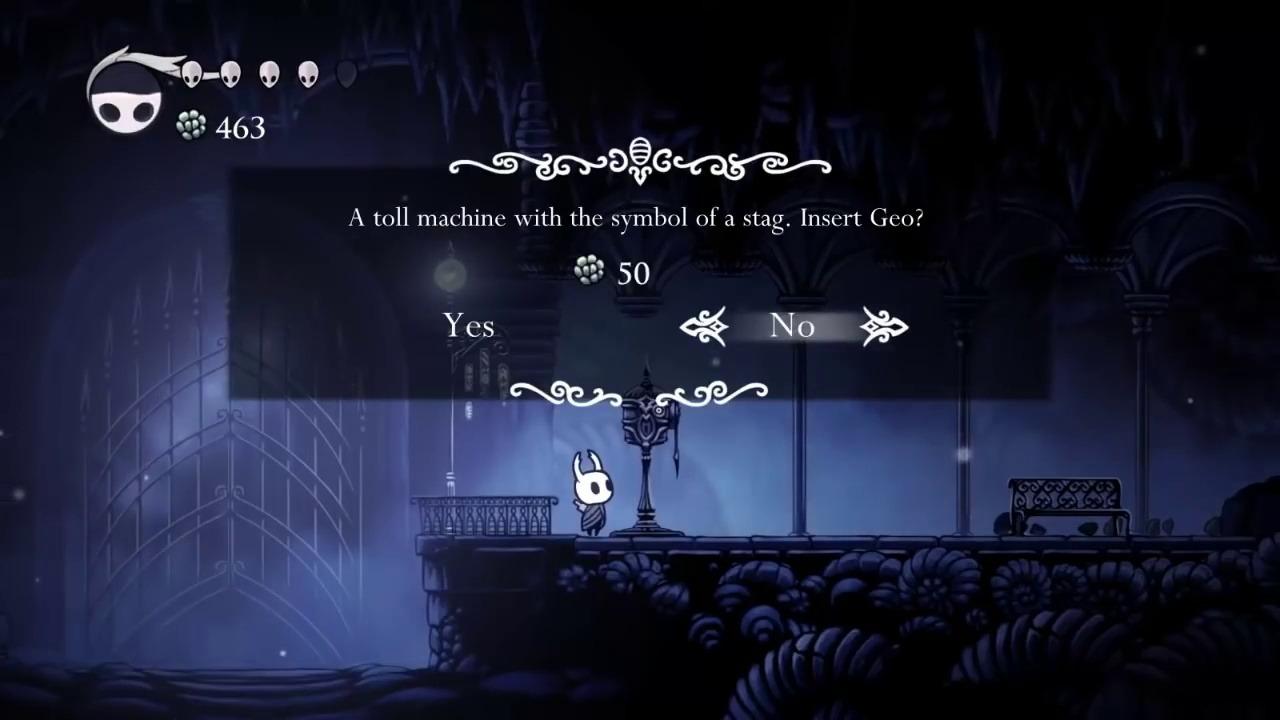 463
A toll machine with the symbol of a stag. Insert Geo?
50
Yes No